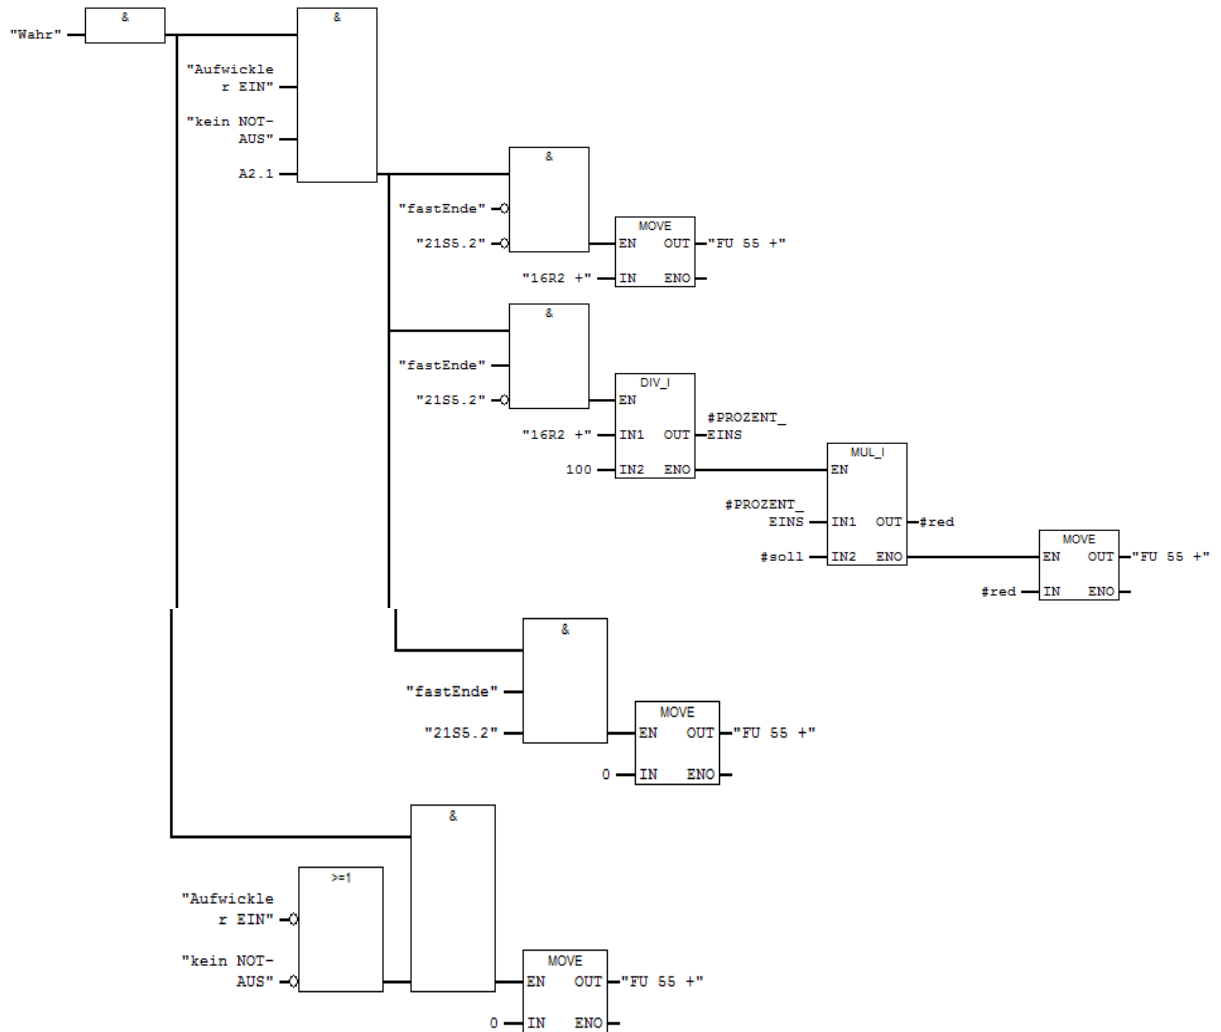 &
&
"Wahr"
"Aufwickle
r EIN"
"kein NOT-
AUS"
A2.1
&
"fastEnde"
"21S5.2"
MOVE
EN OUT "FU 55 +"
"16R2 +" IN ENO
&
"fastEnde"
"21S5.2"
DIV_I
EN
#PROZENT_
"16R2 +" IN1 OUT EINS
100 IN2 ENO
MUL_I
EN
#PROZENT_
EINS IN1 OUT #red
#soll IN2 ENO
MOVE
EN OUT "FU 55 +"
#red IN ENO
&
"fastEnde"
"21S5.2"
MOVE
EN OUT "FU 55 +"
0 IN ENO
&
>=1
"Aufwickle
r EIN"
"kein NOT-
AUS"
MOVE
EN OUT "FU 55 +"
0 IN ENO